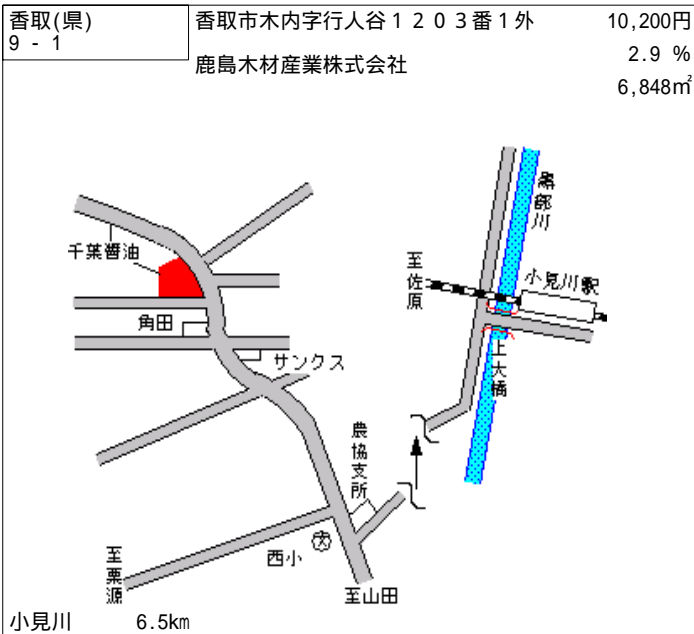 香取(県)
9 - 1
香取市木内字行人谷１２０３番１外
鹿島木材産業株式会社
10,200円
2.9 %
6,848㎡
千葉醤油
角田
サンクス
農協支所
西小
至栗源
至山田
至佐原
小見川駅
黒部川
上大橋
小見川 6.5km